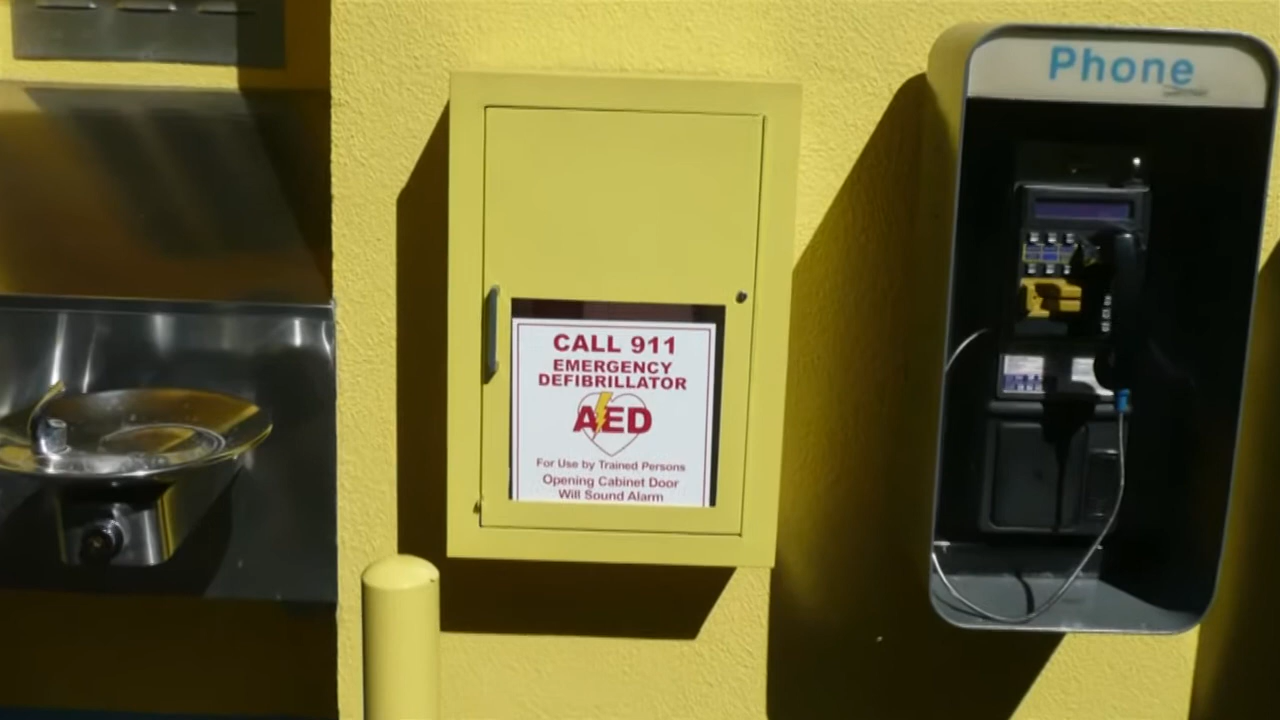 Phone
CALL 911
EMERGENCY
DEFIBRILLATOR
AED
For Use by Trained Persons
Opening Cabinet Door
Will Sound Alarm